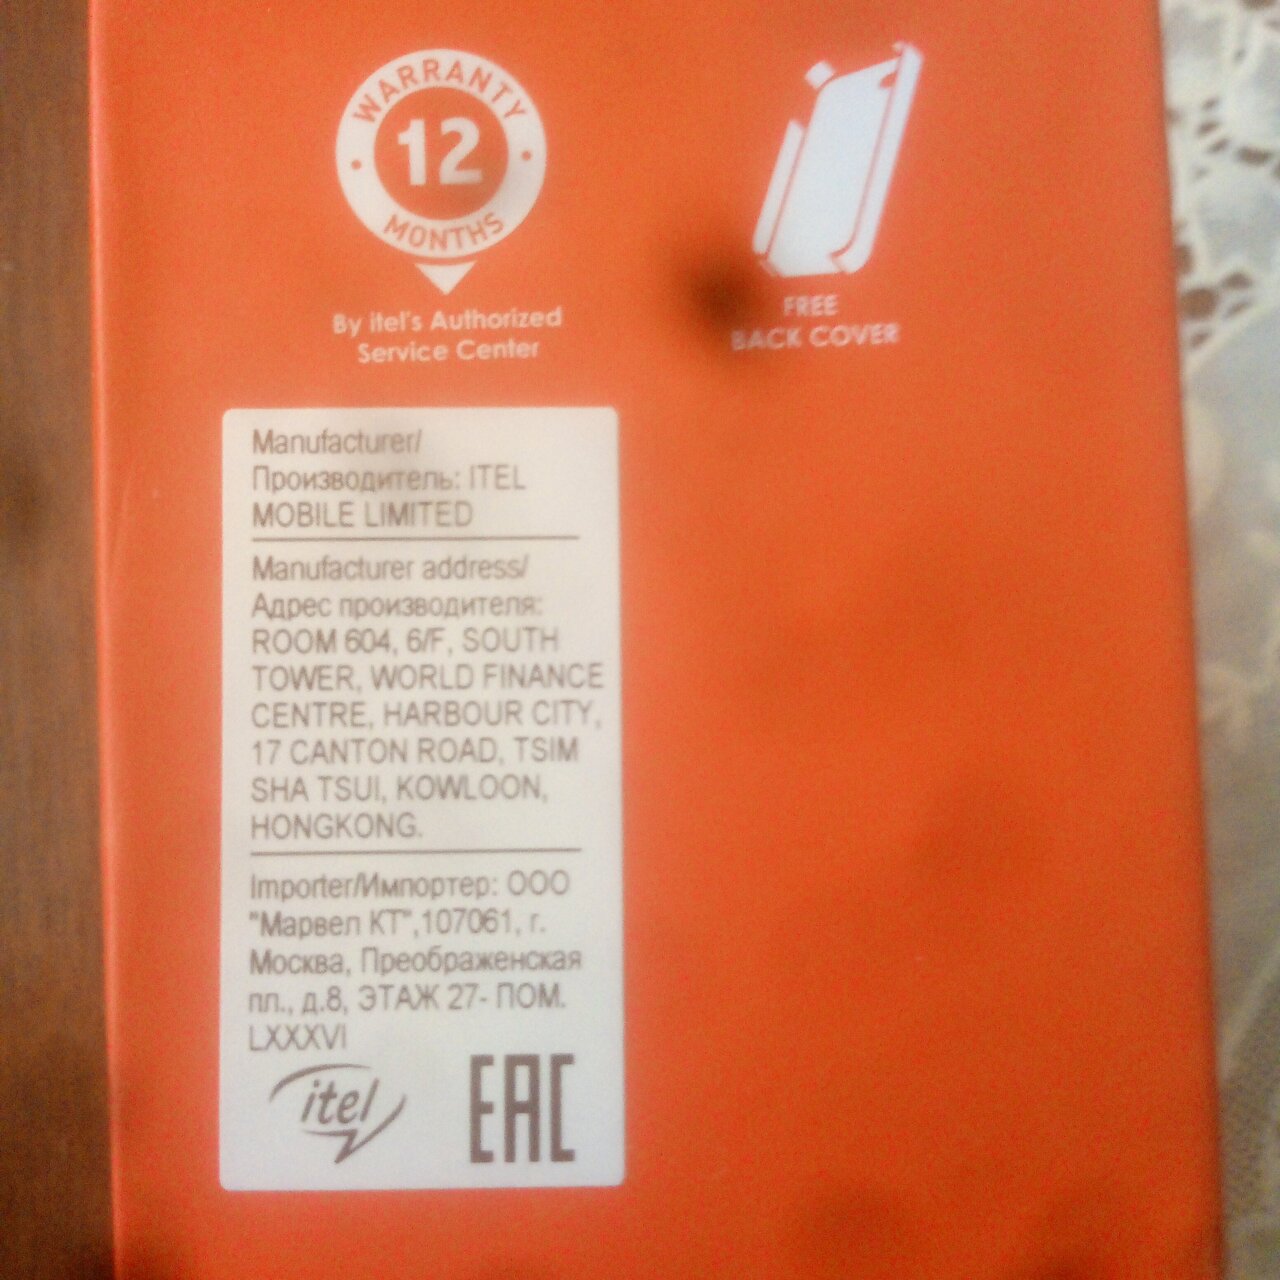 WARRANTY
12
MONTHS
By itel's Authorized
Service Center
FREE
BACK COVER
Manufacturer/
Производитель: ITEL
MOBILE LIMITED
Manufacturer address/
Адрес производителя:
ROOM 604, 6/F, SOUTH
TOWER, WORLD FINANCE
CENTRE, HARBOUR CITY,
17 CANTON ROAD, TSIM
SHA TSUI, KOWLOON,
HONGKONG.
Importer/Импортер: ООО
"Марвел КТ",107061, г.
Москва, Преображенская
пл., д.8, ЭТАЖ 27- ПОМ.
LXXXVI
itel
EAC